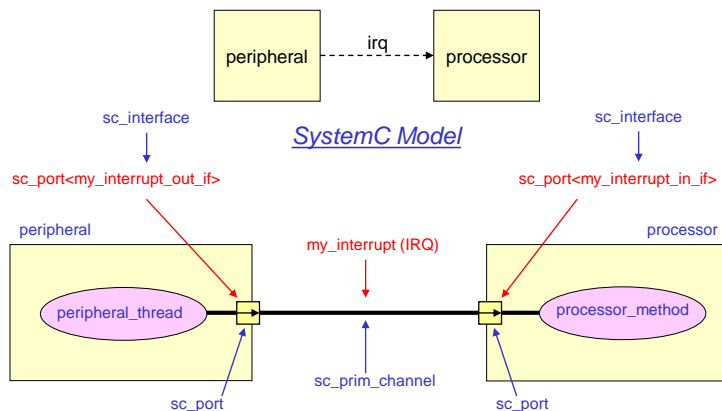 peripheral
irq
processor
sc_interface
SystemC Model
sc_interface
sc_port<my_interrupt_out_if>
sc_port<my_interrupt_in_if>
peripheral
my_interrupt (IRQ)
processor
peripheral_thread
processor_method
sc_prim_channel
sc_port
sc_port